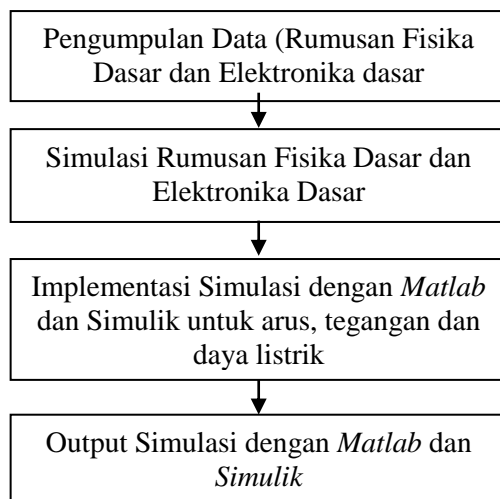 Pengumpulan Data (Rumusan Fisika
Dasar dan Elektronika dasar
Simulasi Rumusan Fisika Dasar dan
Elektronika Dasar
Implementasi Simulasi dengan Matlab
dan Simulik untuk arus, tegangan dan
daya listrik
Output Simulasi dengan Matlab dan
Simulik